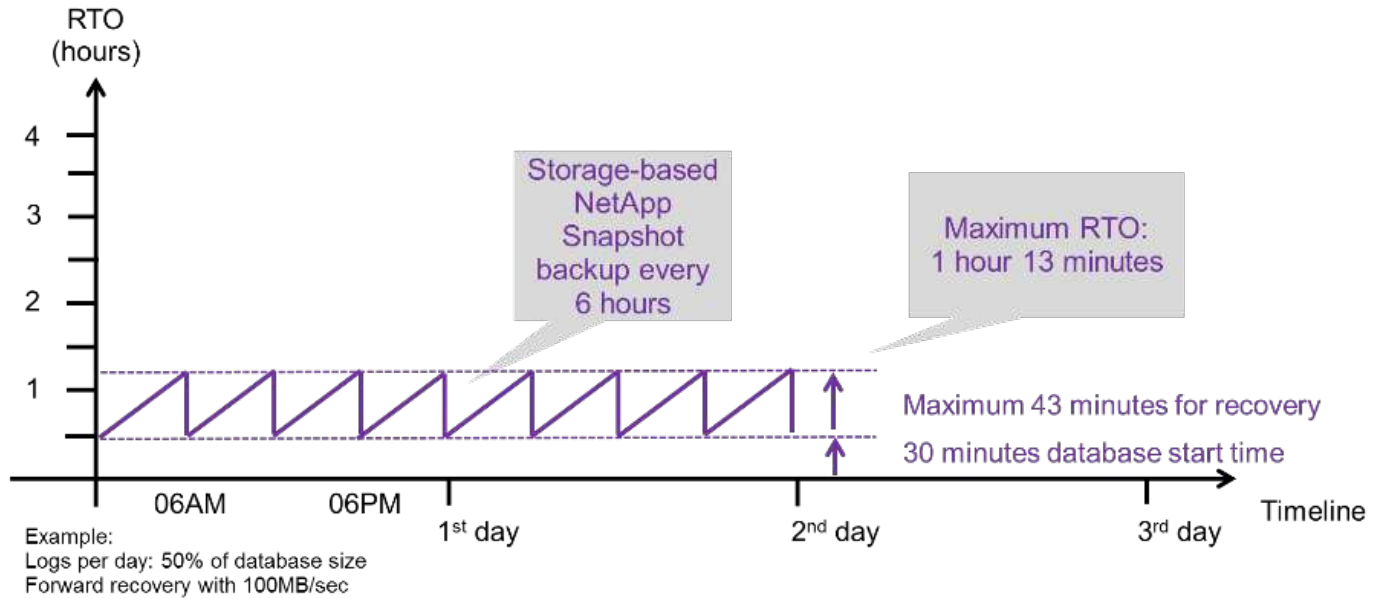 RTO
(hours)
4
3
2
1
Storage-based
NetApp
Snapshot
backup every
6 hours
Maximum RTO:
1 hour 13 minutes
Maximum 43 minutes for recovery
30 minutes database start time
06AM
06PM
1st day
2nd day
3rd day
Timeline
Example:
Logs per day: 50% of database size
Forward recovery with 100MB/sec